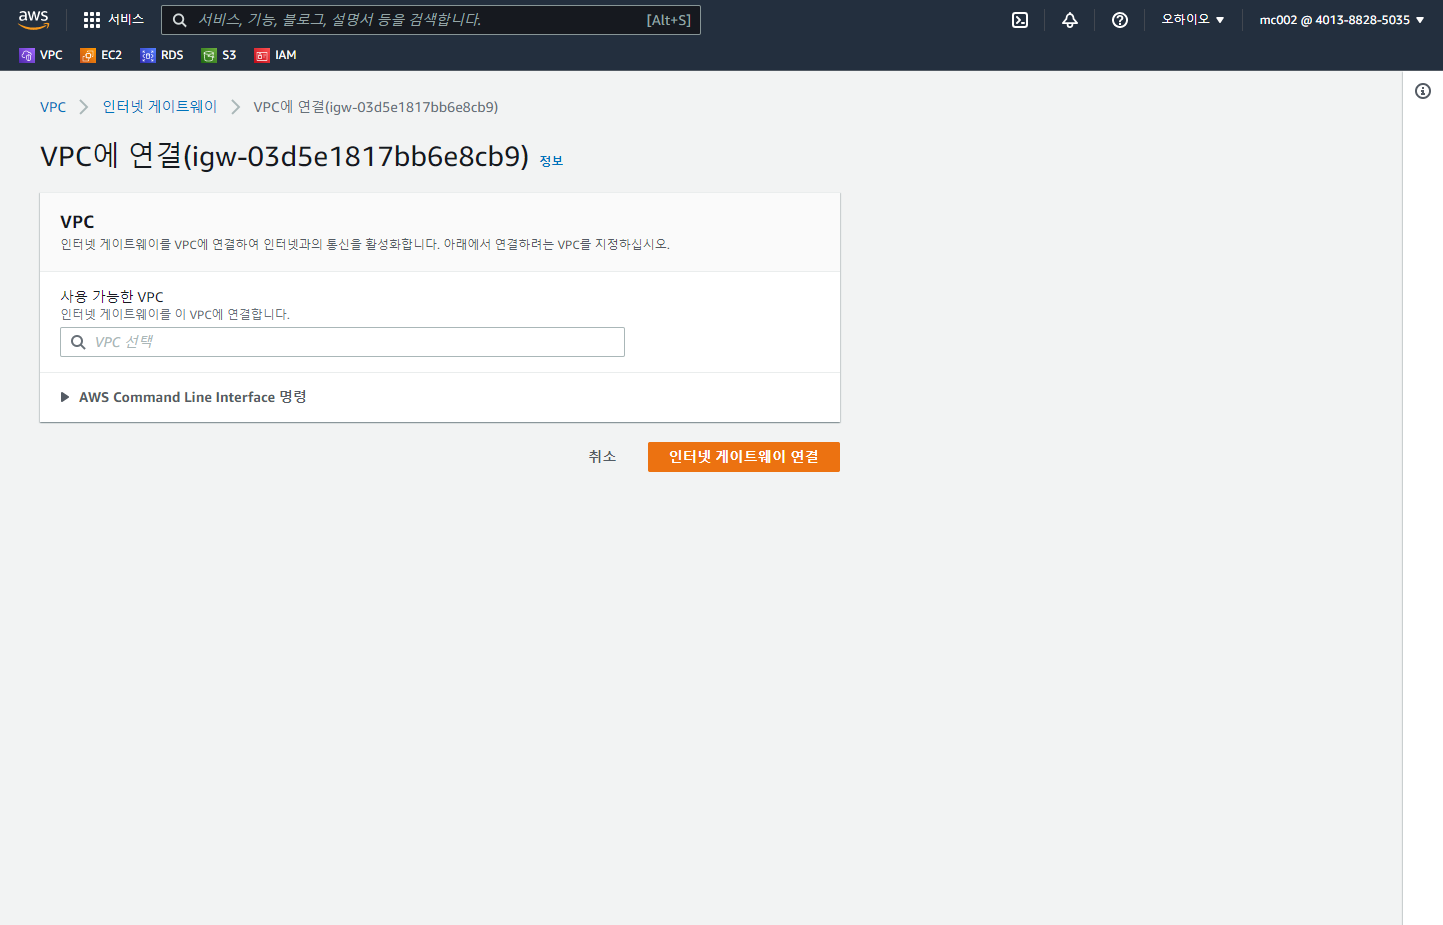 aws 서비스 서비스, 기능, 블로그, 설명서 등을 검색합니다. [Alt+S] 오하이오 mc002 @ 4013-8828-5035
VPC EC2 RDS S3 IAM
VPC 인터넷 게이트웨이 VPC에 연결(igw-03d5e1817bb6e8cb9)
VPC에 연결(igw-03d5e1817bb6e8cb9) 정보
VPC
인터넷 게이트웨이를 VPC에 연결하여 인터넷과의 통신을 활성화합니다. 아래에서 연결하려는 VPC를 지정하십시오.
사용 가능한 VPC
인터넷 게이트웨이를 이 VPC에 연결합니다.
VPC 선택
AWS Command Line Interface 명령
취소 인터넷 게이트웨이 연결